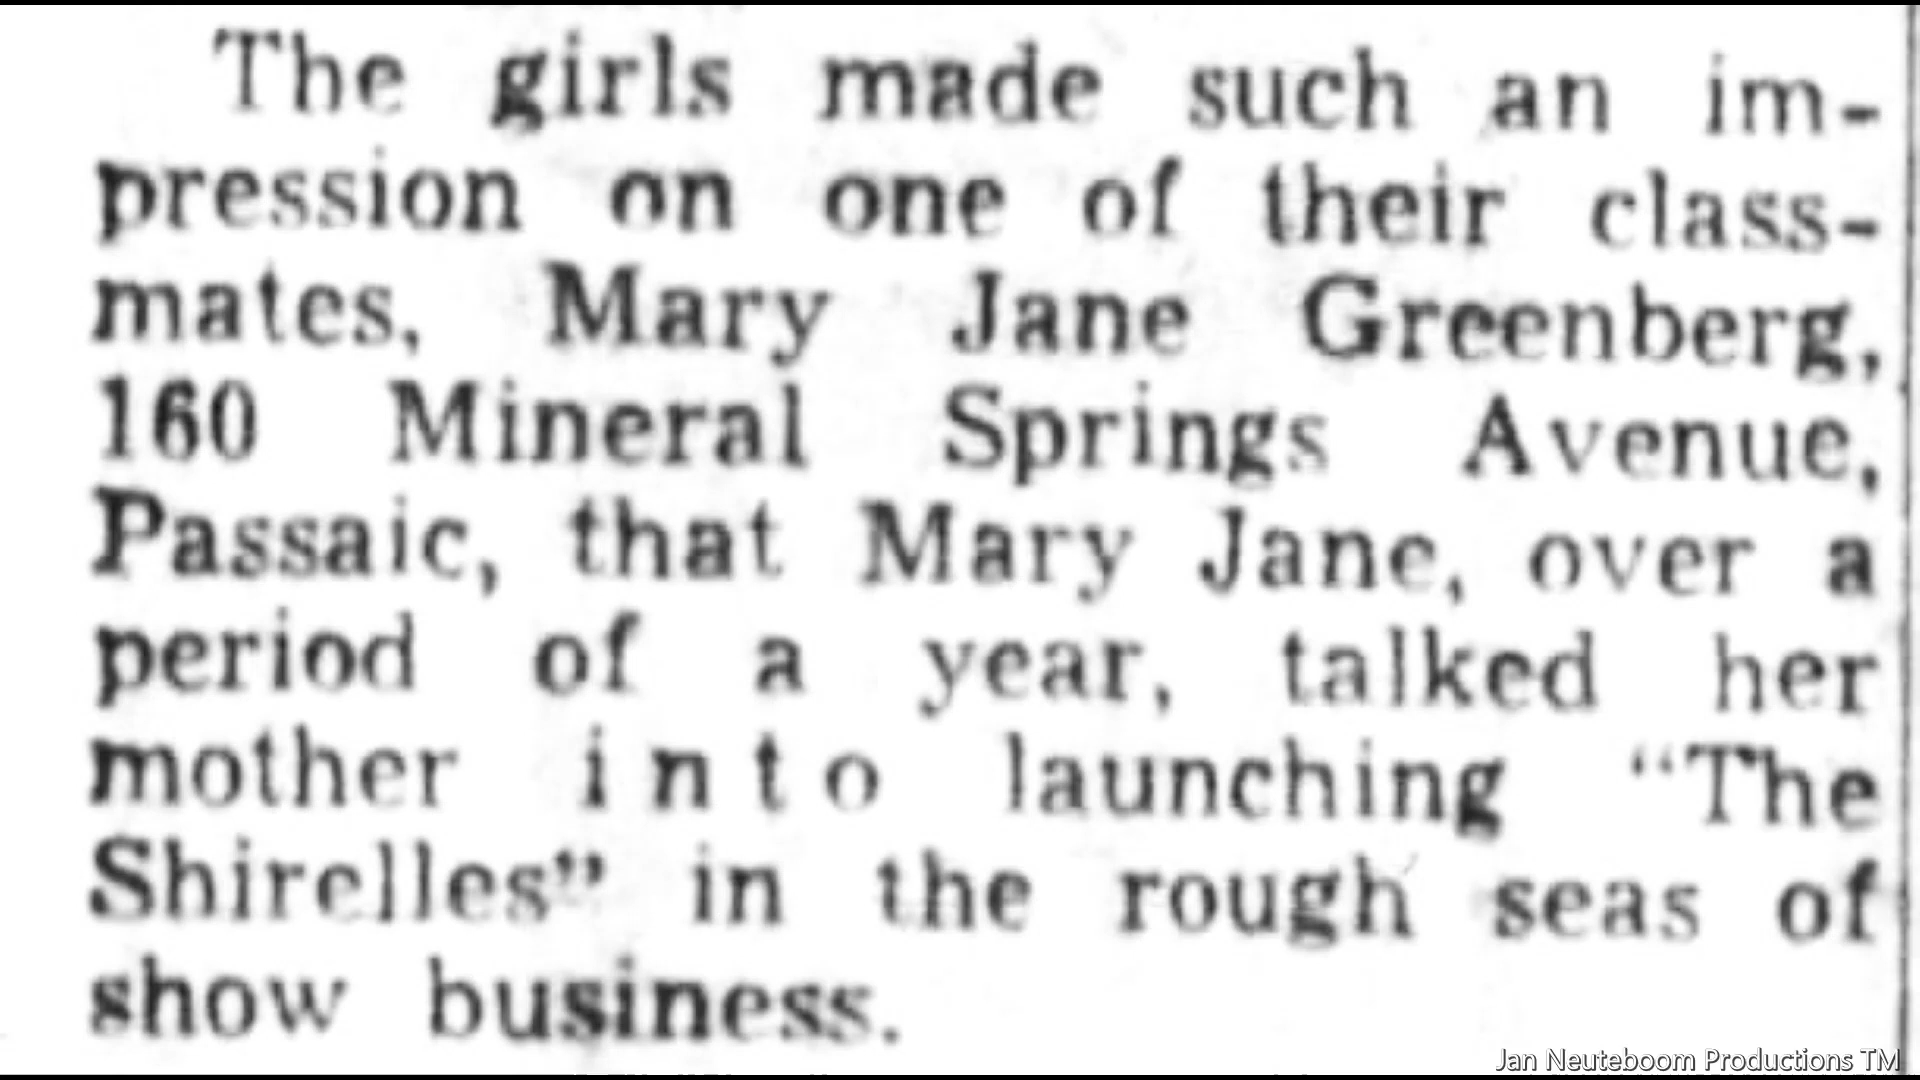 The girls made such an im-
pression on one of their class-
mates, Mary Jane Greenberg,
160 Mineral Springs Avenue,
Passaic, that Mary Jane, over a
period of a year, talked her
mother into launching "The
Shirelles" in the rough seas of
show business.
Jan Neuteboom Productions TM